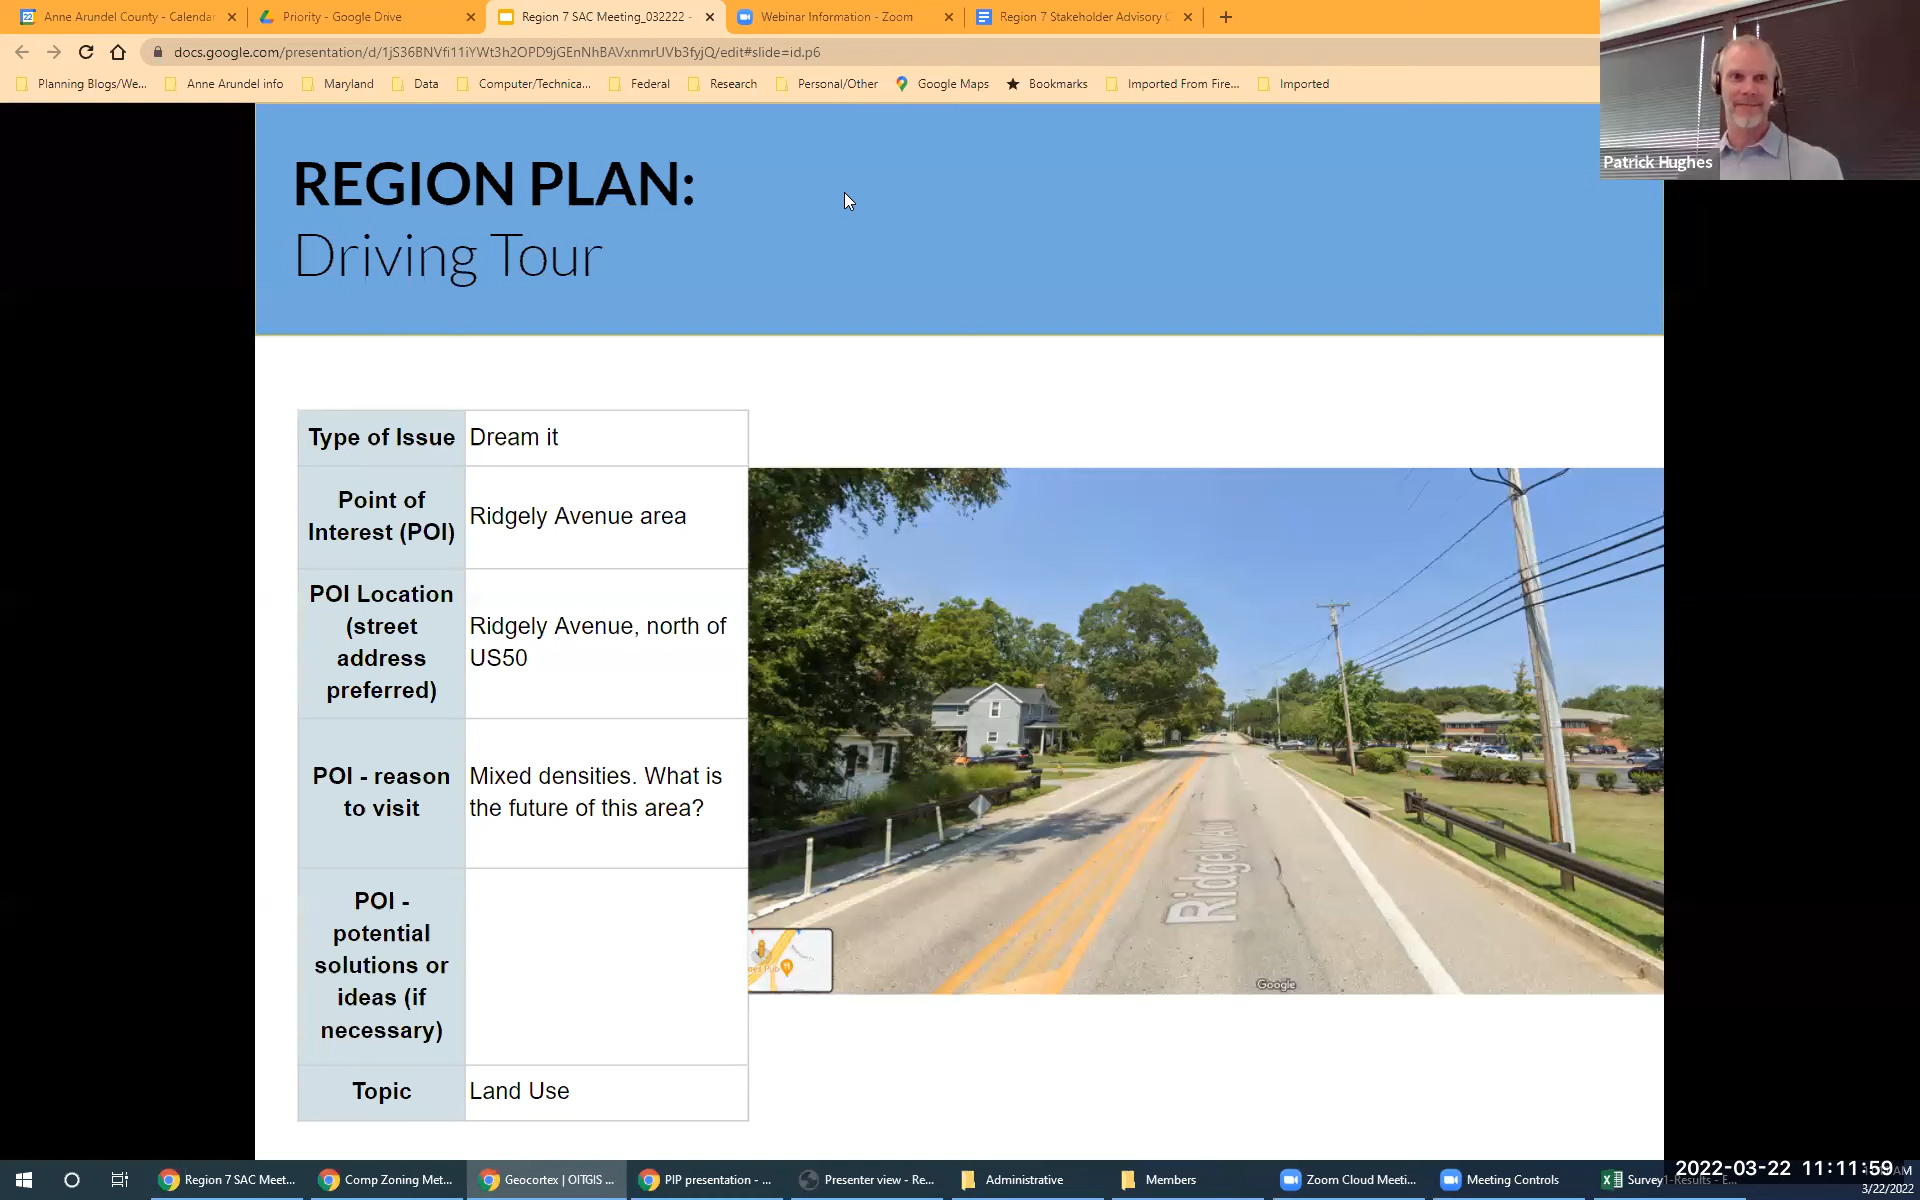 Anne Arundel County - Calenda
Priority - Google Drive
Region 7 SAC Meeting_032222 -
Webinar Information - Zoom
Region 7 Stakeholder Advisory C
docs.google.com/presentation/d/1jS36BNVfi11iYWt3h2OPD9jGEnNhBAVxnmrUVb3fyjQ/edit#slide=id.p6
Planning Blogs/We...
Anne Arundel info
Maryland
Data
Computer/Technica...
Federal
Research
Personal/Other
Google Maps
Bookmarks
Imported From Fire...
Imported
Patrick Hughes
REGION PLAN:
Driving Tour
Type of Issue
Dream it
Point of
Interest (POI)
Ridgely Avenue area
POI Location
(street
address
preferred)
Ridgely Avenue, north of
US50
POI - reason
to visit
Mixed densities. What is
the future of this area?
POI -
potential
solutions or
ideas (if
necessary)
Topic
Land Use
Ridgely Av
Google
Region 7 SAC Meet...
Comp Zoning Met...
Geocortex | OITGIS ...
PIP presentation - ...
Presenter view - Re...
Administrative
Members
Zoom Cloud Meeti...
Meeting Controls
2022-03-22 11:11:59
3/22/2022